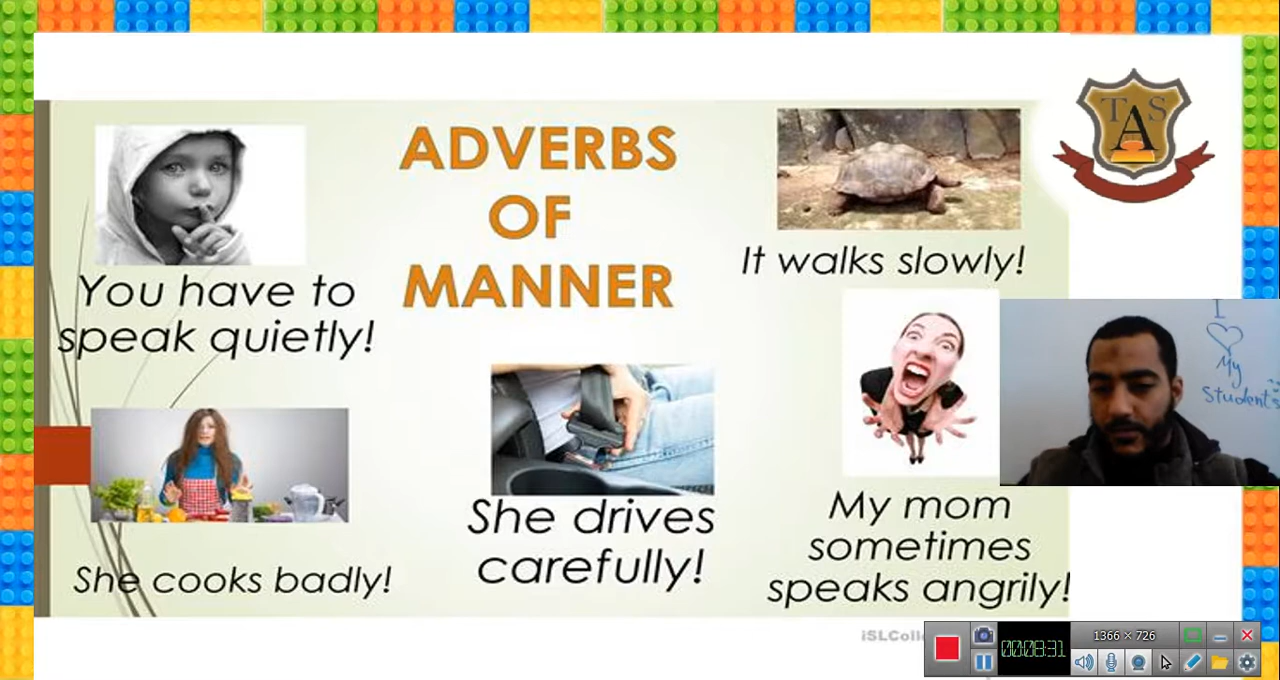 ADVERBS
OF
MANNER
TAS
You have to
speak quietly!
It walks slowly!
I
My
Students
She cooks badly!
She drives
carefully!
My mom
sometimes
speaks angrily!
iSLColle
00:08:31
1366 × 726